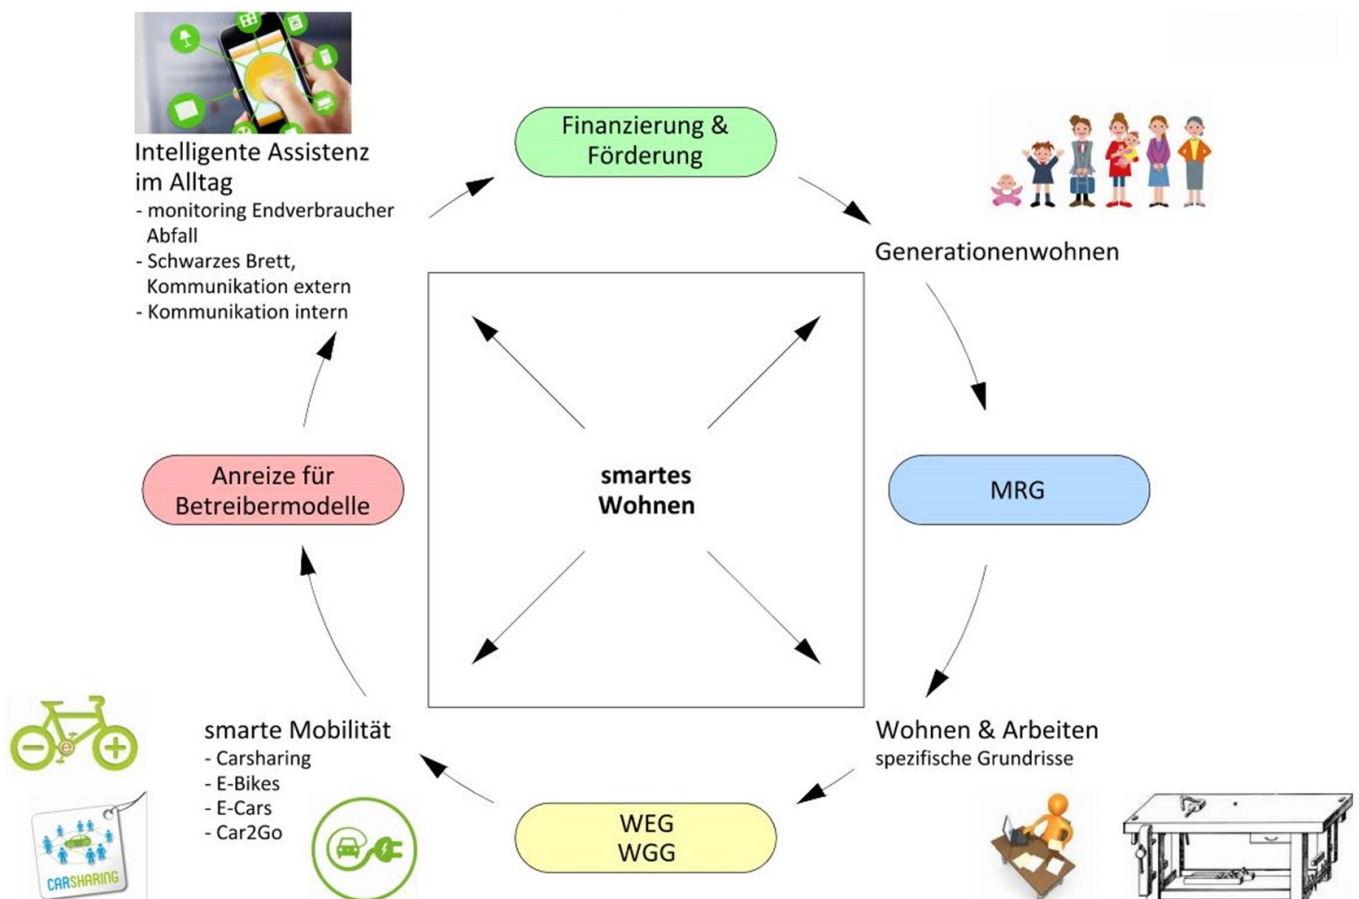 Intelligente Assistenz
im Alltag
- monitoring Endverbraucher
Abfall
- Schwarzes Brett,
Kommunikation extern
- Kommunikation intern
Finanzierung &
Förderung
Generationenwohnen
Anreize für
Betreibermodelle
smartes
Wohnen
MRG
smarte Mobilität
- Carsharing
- E-Bikes
- E-Cars
- Car2Go
WEG
WGG
Wohnen & Arbeiten
spezifische Grundrisse
e
CARSHARING